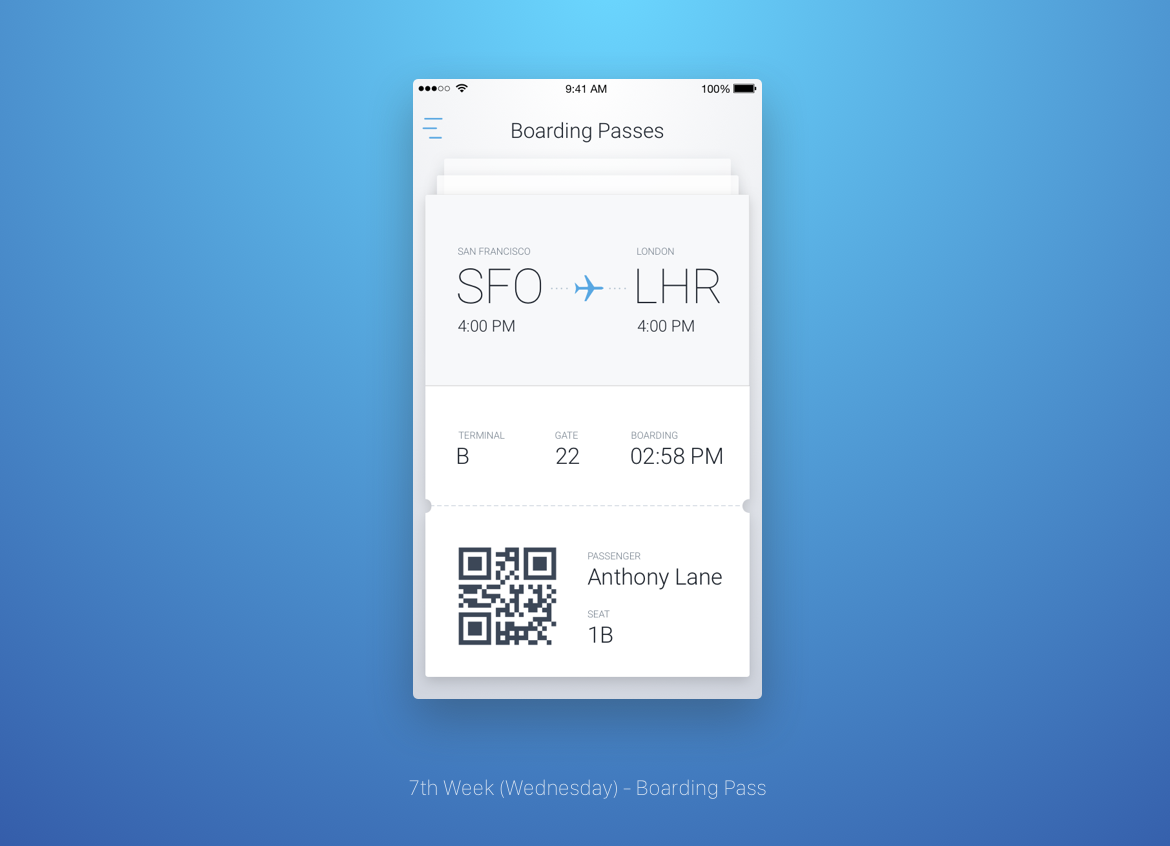 9:41 AM 100%
Boarding Passes
SAN FRANCISCO LONDON
SFO LHR
4:00 PM 4:00 PM
TERMINAL GATE BOARDING
B 22 02:58 PM
PASSENGER
Anthony Lane
SEAT
1B
7th Week (Wednesday) - Boarding Pass